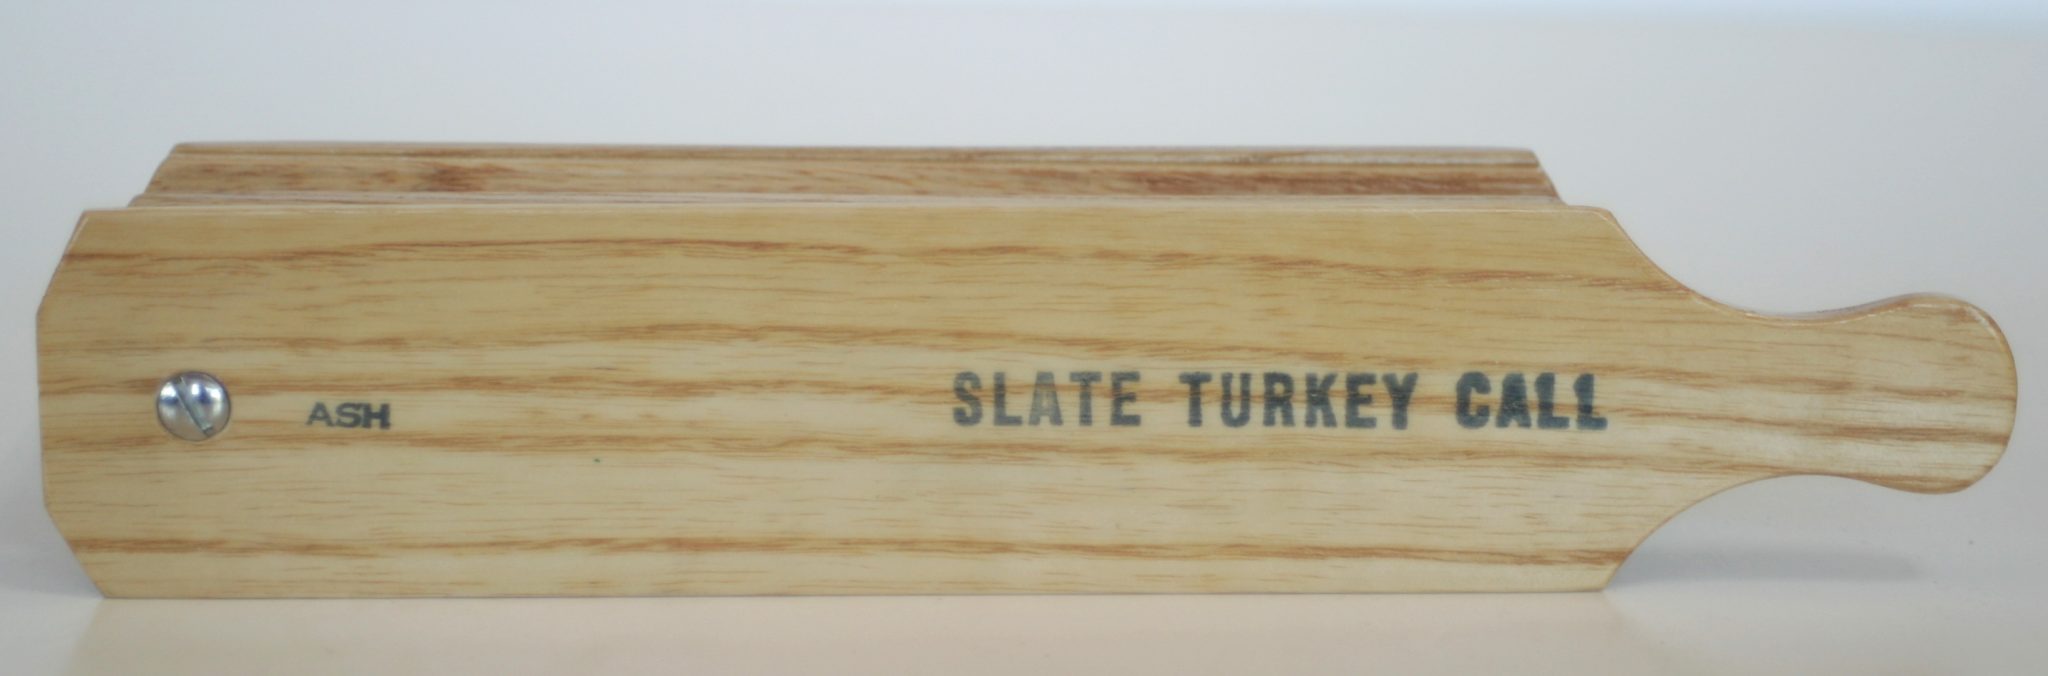 ASH
SLATE TURKEY CALL